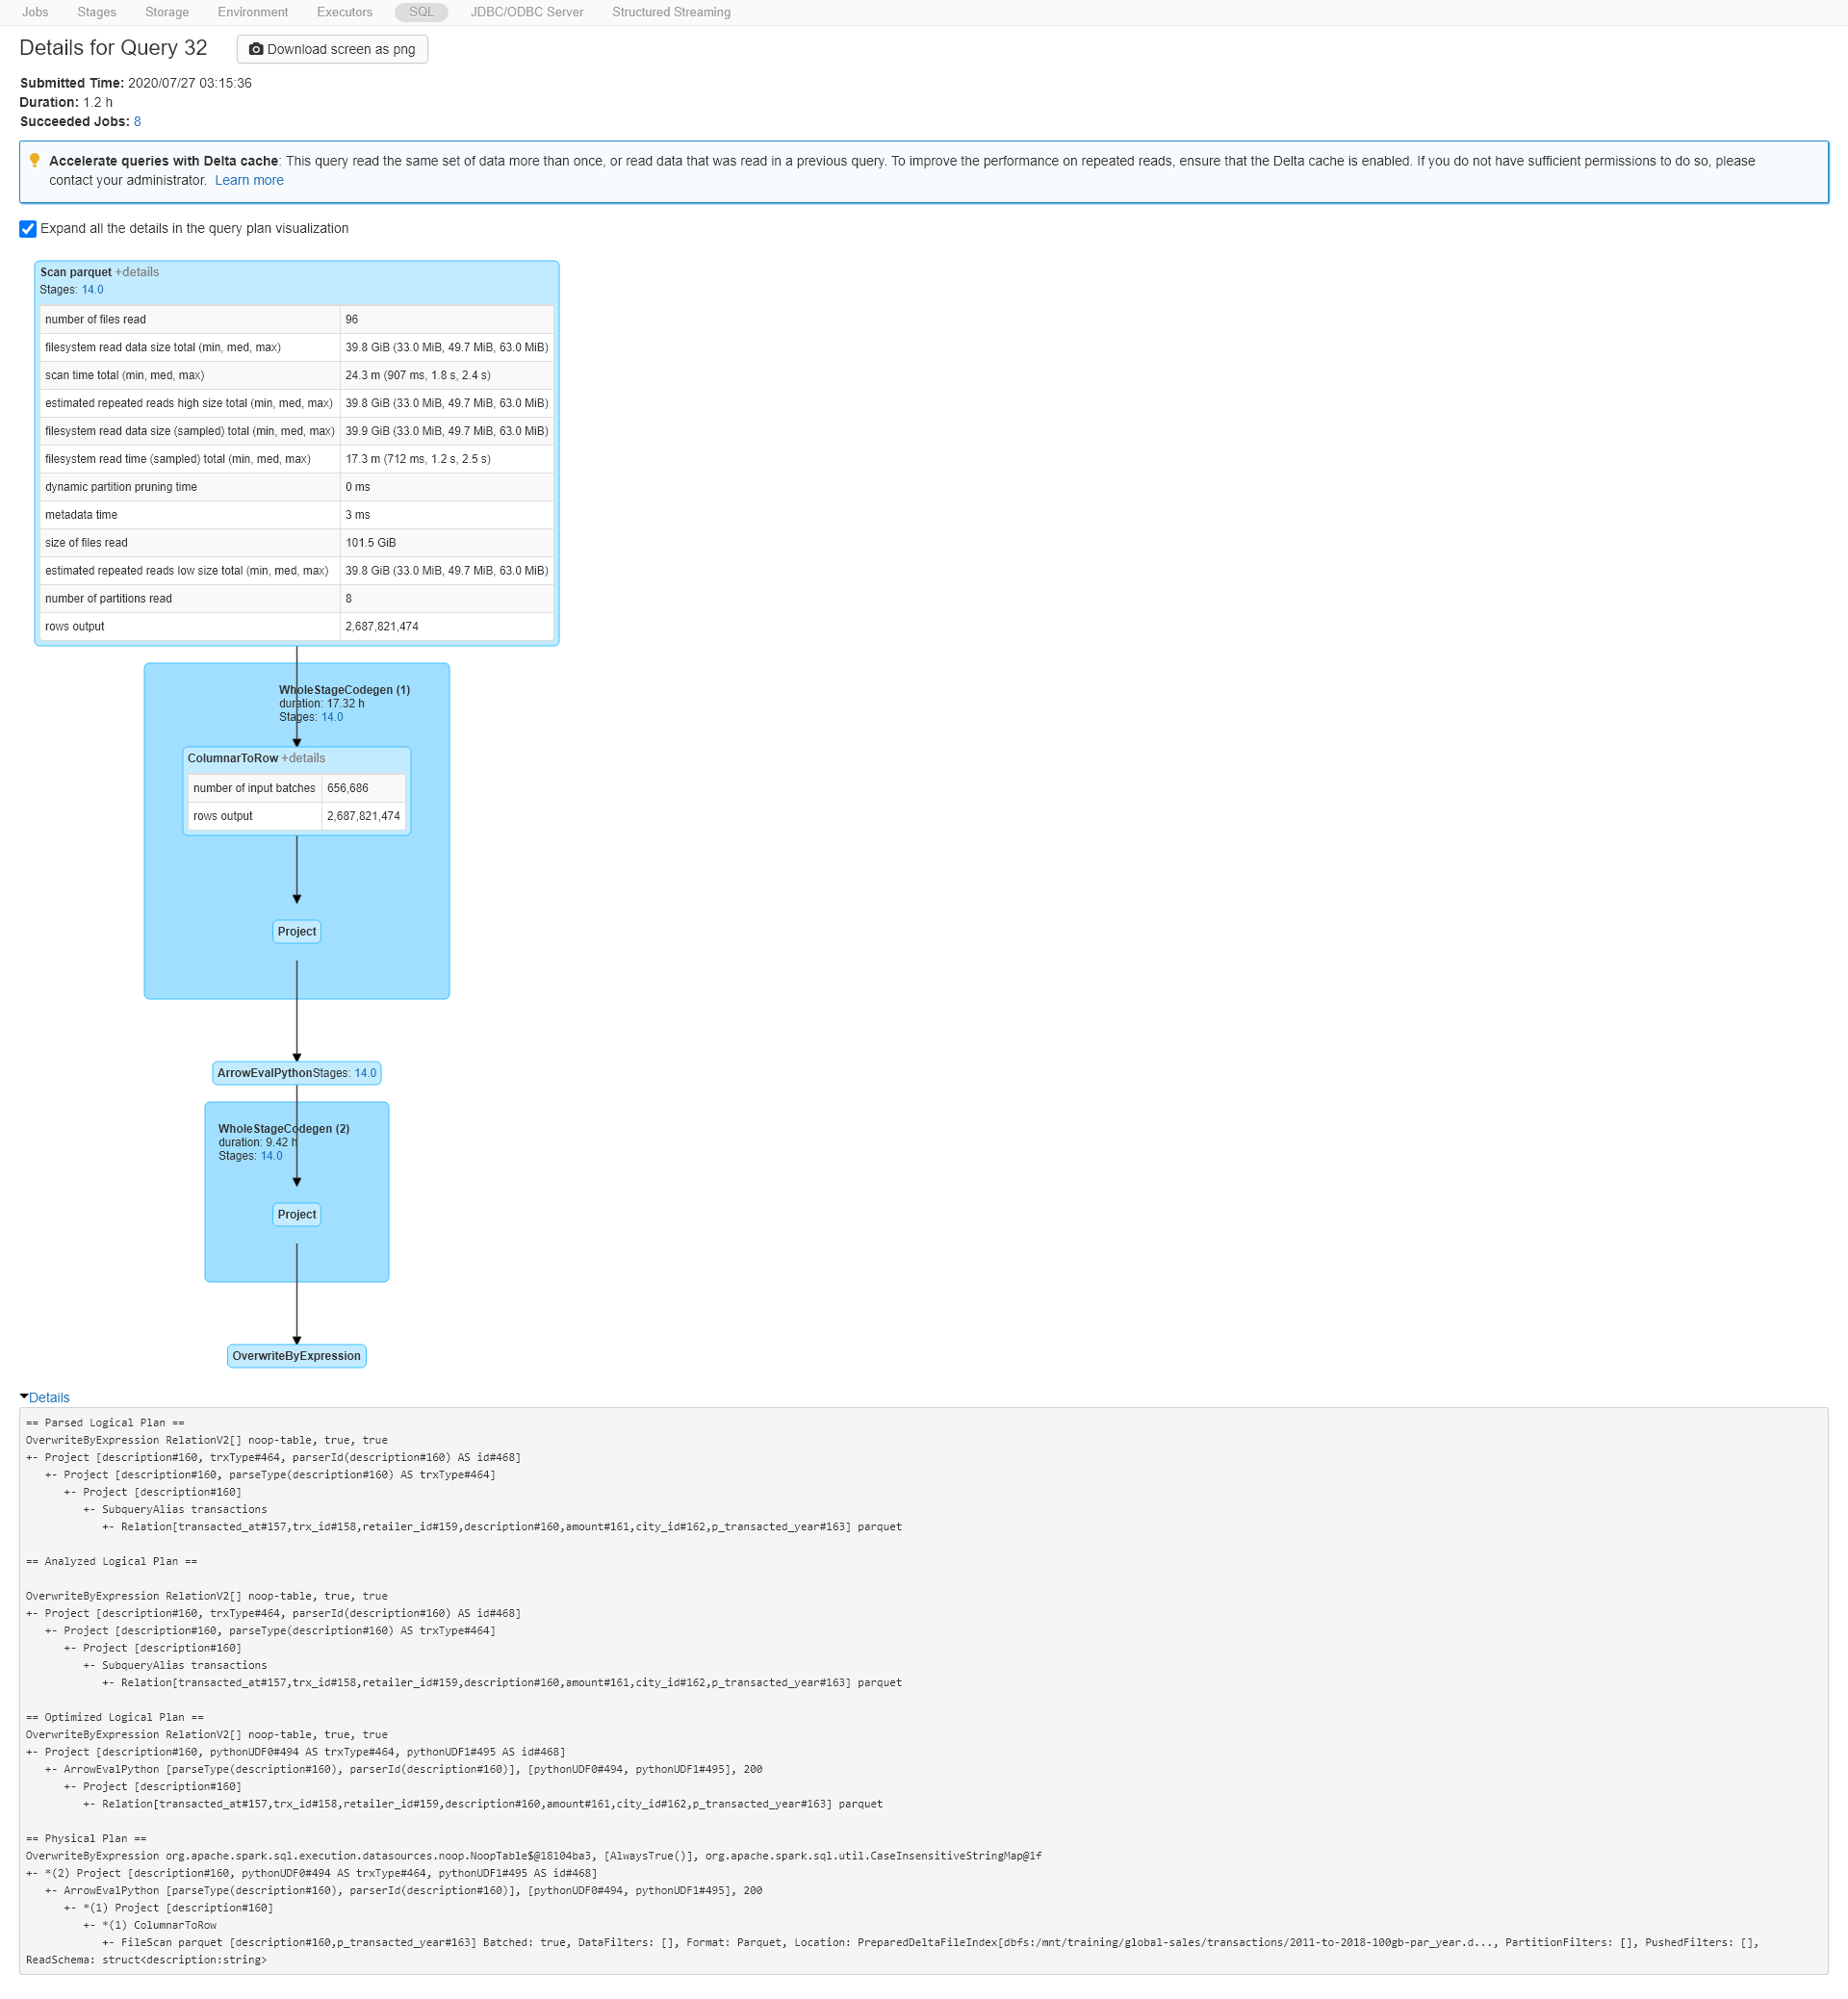 Jobs Stages Storage Environment Executors SQL JDBC/ODBC Server Structured Streaming
Details for Query 32 Download screen as png
Submitted Time: 2020/07/27 03:15:36
Duration: 1.2 h
Succeeded Jobs: 8
Accelerate queries with Delta cache: This query read the same set of data more than once, or read data that was read in a previous query. To improve the performance on repeated reads, ensure that the Delta cache is enabled. If you do not have sufficient permissions to do so, please
contact your administrator. Learn more
Expand all the details in the query plan visualization
Scan parquet +details
Stages: 14.0
number of files read 96
filesystem read data size total (min, med, max) 39.8 GiB (33.0 MiB, 49.7 MiB, 63.0 MiB)
scan time total (min, med, max) 24.3 m (907 ms, 1.8 s, 2.4 s)
estimated repeated reads high size total (min, med, max) 39.8 GiB (33.0 MiB, 49.7 MiB, 63.0 MiB)
filesystem read data size (sampled) total (min, med, max) 39.9 GiB (33.0 MiB, 49.7 MiB, 63.0 MiB)
filesystem read time (sampled) total (min, med, max) 17.3 m (712 ms, 1.2 s, 2.5 s)
dynamic partition pruning time 0 ms
metadata time 3 ms
size of files read 101.5 GiB
estimated repeated reads low size total (min, med, max) 39.8 GiB (33.0 MiB, 49.7 MiB, 63.0 MiB)
number of partitions read 8
rows output 2,687,821,474
WholeStageCodegen (1)
duration: 17.32 h
Stages: 14.0
ColumnarToRow +details
number of input batches 656,686
rows output 2,687,821,474
Project
ArrowEvalPythonStages: 14.0
WholeStageCodegen (2)
duration: 9.42 h
Stages: 14.0
Project
OverwriteByExpression
Details
== Parsed Logical Plan ==
OverwriteByExpression RelationV2[] noop-table, true, true
+- Project [description#160, trxType#464, parserId(description#160) AS id#468]
   +- Project [description#160, parseType(description#160) AS trxType#464]
      +- Project [description#160]
         +- SubqueryAlias transactions
            +- Relation[transacted_at#157,trx_id#158,retailer_id#159,description#160,amount#161,city_id#162,p_transacted_year#163] parquet
== Analyzed Logical Plan ==
OverwriteByExpression RelationV2[] noop-table, true, true
+- Project [description#160, trxType#464, parserId(description#160) AS id#468]
   +- Project [description#160, parseType(description#160) AS trxType#464]
      +- Project [description#160]
         +- SubqueryAlias transactions
            +- Relation[transacted_at#157,trx_id#158,retailer_id#159,description#160,amount#161,city_id#162,p_transacted_year#163] parquet
== Optimized Logical Plan ==
OverwriteByExpression RelationV2[] noop-table, true, true
+- Project [description#160, pythonUDF0#494 AS trxType#464, pythonUDF1#495 AS id#468]
   +- ArrowEvalPython [parseType(description#160), parserId(description#160)], [pythonUDF0#494, pythonUDF1#495], 200
      +- Project [description#160]
         +- Relation[transacted_at#157,trx_id#158,retailer_id#159,description#160,amount#161,city_id#162,p_transacted_year#163] parquet
== Physical Plan ==
OverwriteByExpression org.apache.spark.sql.execution.datasources.noop.NoopTable$@18104ba3, [AlwaysTrue()], org.apache.spark.sql.util.CaseInsensitiveStringMap@1f
+- *(2) Project [description#160, pythonUDF0#494 AS trxType#464, pythonUDF1#495 AS id#468]
   +- ArrowEvalPython [parseType(description#160), parserId(description#160)], [pythonUDF0#494, pythonUDF1#495], 200
      +- *(1) Project [description#160]
         +- *(1) ColumnarToRow
            +- FileScan parquet [description#160,p_transacted_year#163] Batched: true, DataFilters: [], Format: Parquet, Location: PreparedDeltaFileIndex[dbfs:/mnt/training/global-sales/transactions/2011-to-2018-100gb-par_year.d..., PartitionFilters: [], PushedFilters: [],
ReadSchema: struct<description:string>